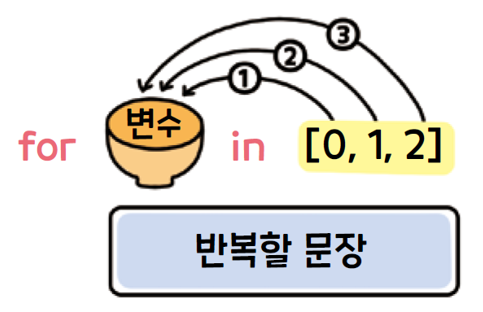 ③
②
①
for 변수 in [0, 1, 2]
반복할 문장